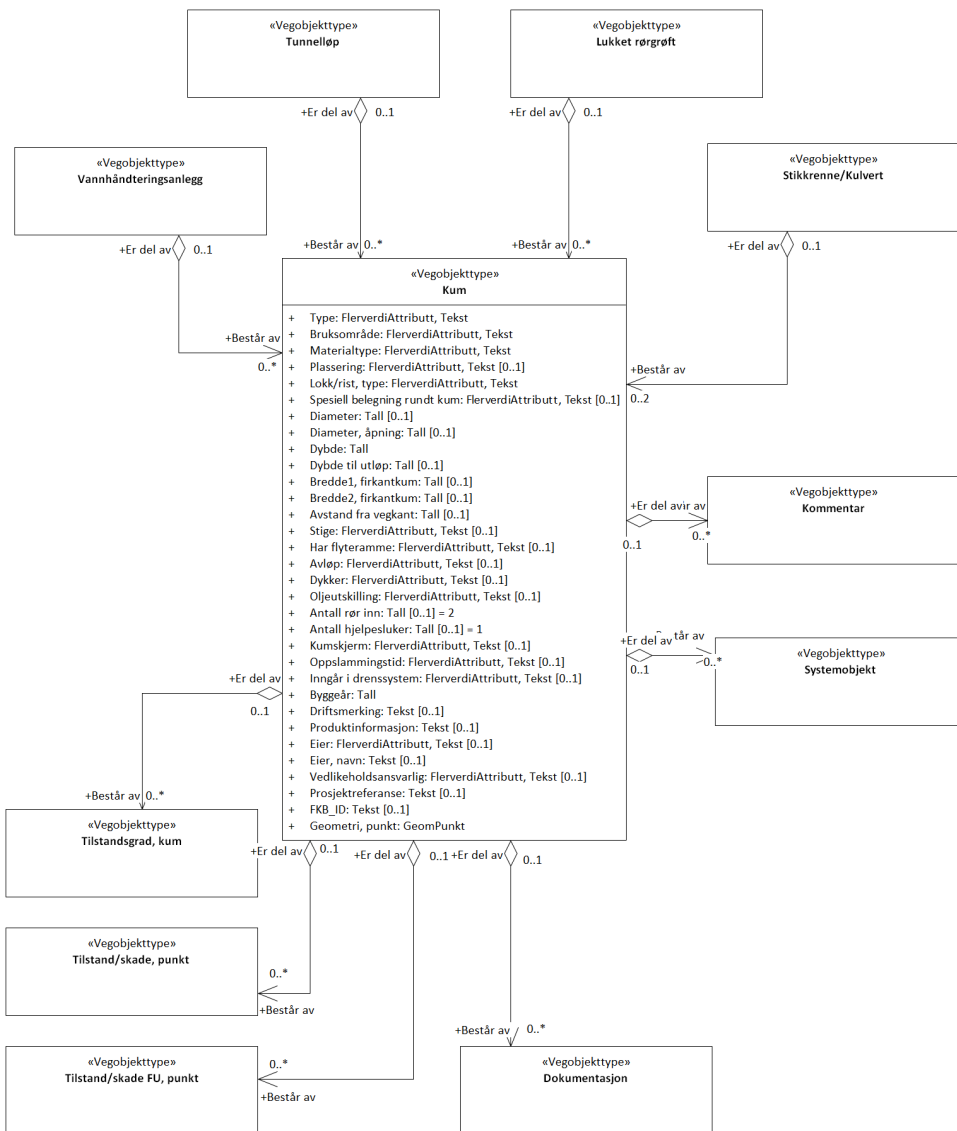 «Vegobjekttype»
Tunnelløp
«Vegobjekttype»
Lukket rørgrøft
+Er del av
0..1
+Er del av
0..1
«Vegobjekttype»
Vannhåndteringsanlegg
«Vegobjekttype»
Stikkrenne/Kulvert
+Er del av
0..1
+Består av
0..*
+Består av
0..*
+Er del av
0..1
«Vegobjekttype»
Kum
+ Type: FlerverdiAttributt, Tekst
+ Bruksområde: FlerverdiAttributt, Tekst
+ Materialtype: FlerverdiAttributt, Tekst
+ Plassering: FlerverdiAttributt, Tekst [0..1]
+ Lokk/rist, type: FlerverdiAttributt, Tekst
+ Spesiell belegning rundt kum: FlerverdiAttributt, Tekst [0..1]
+ Diameter: Tall [0..1]
+ Diameter, åpning: Tall [0..1]
+ Dybde: Tall
+ Dybde til utløp: Tall [0..1]
+ Bredde1, firkantkum: Tall [0..1]
+ Bredde2, firkantkum: Tall [0..1]
+ Avstand fra vegkant: Tall [0..1]
+ Stige: FlerverdiAttributt, Tekst [0..1]
+ Har flyteramme: FlerverdiAttributt, Tekst [0..1]
+ Avløp: FlerverdiAttributt, Tekst [0..1]
+ Dykker: FlerverdiAttributt, Tekst [0..1]
+ Oljeutskilling: FlerverdiAttributt, Tekst [0..1]
+ Antall rør inn: Tall [0..1] = 2
+ Antall hjelpesluker: Tall [0..1] = 1
+ Kumskjerm: FlerverdiAttributt, Tekst [0..1]
+ Oppslammingstid: FlerverdiAttributt, Tekst [0..1]
+ Inngår i drenssystem: FlerverdiAttributt, Tekst [0..1]
+ Byggeår: Tall
+ Driftsmerking: Tekst [0..1]
+ Produktinformasjon: Tekst [0..1]
+ Eier: FlerverdiAttributt, Tekst [0..1]
+ Eier, navn: Tekst [0..1]
+ Vedlikeholdsansvarlig: FlerverdiAttributt, Tekst [0..1]
+ Prosjektreferanse: Tekst [0..1]
+ FKB_ID: Tekst [0..1]
+ Geometri, punkt: GeomPunkt
+Består av
0..*
+Består av
0..2
+Er del av
ir av
0..1
0..*
«Vegobjekttype»
Kommentar
+Er del av
tår av
0..1
0..*
«Vegobjekttype»
Systemobjekt
+Er del av
0..1
+Består av
0..*
«Vegobjekttype»
Tilstandsgrad, kum
+Er del av
0..1
+Er del av
0..1
+Er del av
0..1
«Vegobjekttype»
Tilstand/skade, punkt
0..*
+Består av
«Vegobjekttype»
Tilstand/skade FU, punkt
0..*
+Består av
+Består av
0..*
«Vegobjekttype»
Dokumentasjon